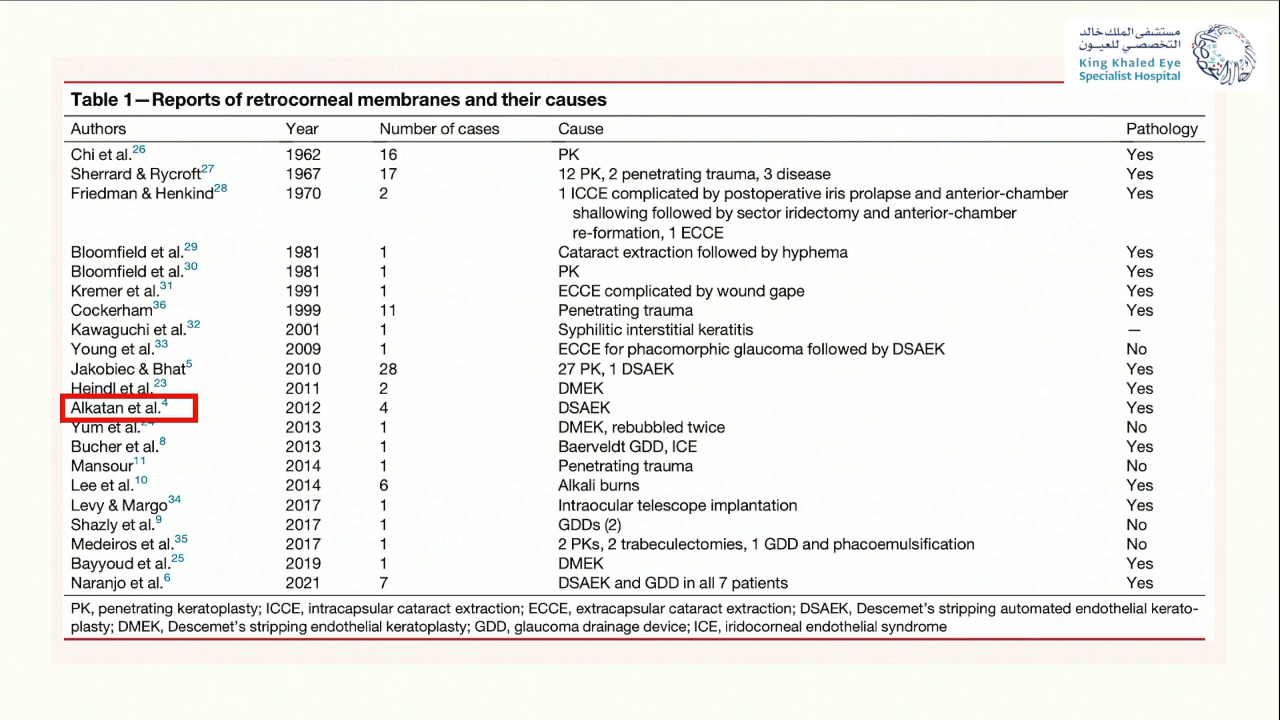 مستشفى الملك خالد
التخصصي للعيون
King Khaled Eye
Specialist Hospital
Table 1—Reports of retrocorneal membranes and their causes
Authors Year Number of cases Cause Pathology
Chi et al.26 1962 16 PK Yes
Sherrard & Rycroft27 1967 17 12 PK, 2 penetrating trauma, 3 disease Yes
Friedman & Henkind28 1970 2 1 ICCE complicated by postoperative iris prolapse and anterior-chamber Yes
shallowing followed by sector iridectomy and anterior-chamber
re-formation, 1 ECCE
Bloomfield et al.29 1981 1 Cataract extraction followed by hyphema Yes
Bloomfield et al.30 1981 1 PK Yes
Kremer et al.31 1991 1 ECCE complicated by wound gape Yes
Cockerham36 1999 11 Penetrating trauma Yes
Kawaguchi et al.32 2001 1 Syphilitic interstitial keratitis —
Young et al.33 2009 1 ECCE for phacomorphic glaucoma followed by DSAEK No
Jakobiec & Bhat5 2010 28 27 PK, 1 DSAEK Yes
Heindl et al.23 2011 2 DMEK Yes
Alkatan et al.4 2012 4 DSAEK Yes
Yum et al.24 2013 1 DMEK, rebubbled twice No
Bucher et al.8 2013 1 Baerveldt GDD, ICE Yes
Mansour11 2014 1 Penetrating trauma No
Lee et al.10 2014 6 Alkali burns Yes
Levy & Margo34 2017 1 Intraocular telescope implantation Yes
Shazly et al.9 2017 1 GDDs (2) No
Medeiros et al.35 2017 1 2 PKs, 2 trabeculectomies, 1 GDD and phacoemulsification No
Bayyoud et al.25 2019 1 DMEK Yes
Naranjo et al.6 2021 7 DSAEK and GDD in all 7 patients Yes
PK, penetrating keratoplasty; ICCE, intracapsular cataract extraction; ECCE, extracapsular cataract extraction; DSAEK, Descemet's stripping automated endothelial kerato-
plasty; DMEK, Descemet's stripping endothelial keratoplasty; GDD, glaucoma drainage device; ICE, iridocorneal endothelial syndrome